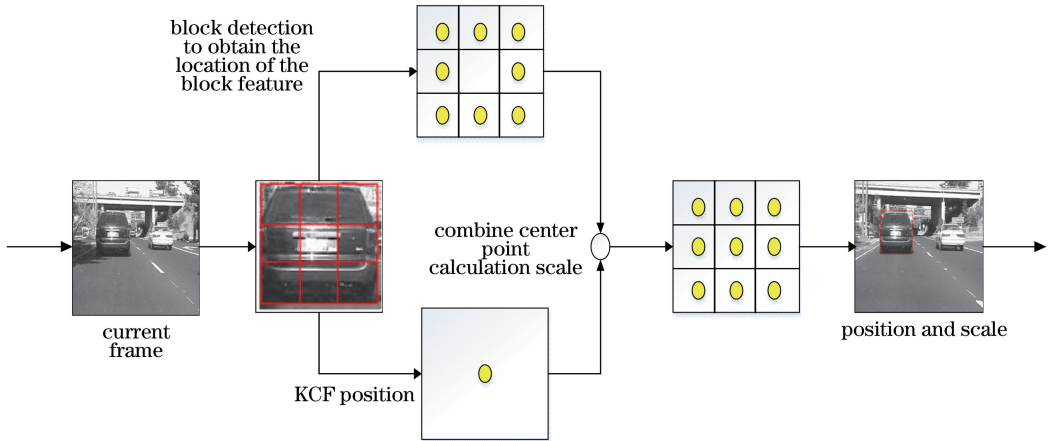 block detection
to obtain the
location of the
block feature
combine center
point
calculation scale
current
frame
position and scale
KCF position